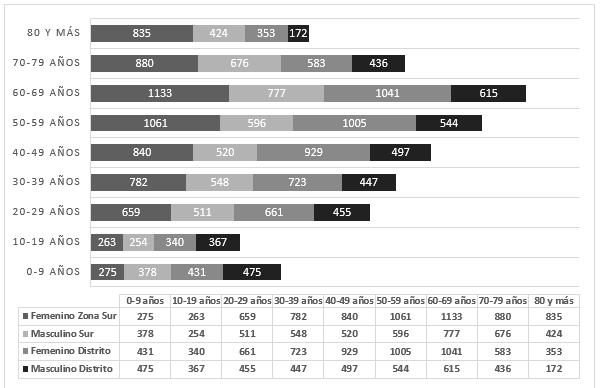 80 Y MÁS 835 424 353 172
70-79 AÑOS 880 676 583 436
60-69 AÑOS 1133 777 1041 615
50-59 AÑOS 1061 596 1005 544
40-49 AÑOS 840 520 929 497
30-39 AÑOS 782 548 723 447
20-29 AÑOS 659 511 661 455
10-19 AÑOS 263 254 340 367
0-9 AÑOS 275 378 431 475
0-9 años 10-19 años 20-29 años 30-39 años 40-49 años 50-59 años 60-69 años 70-79 años 80 y más
Femenino Zona Sur 275 263 659 782 840 1061 1133 880 835
Masculino Sur 378 254 511 548 520 596 777 676 424
Femenino Distrito 431 340 661 723 929 1005 1041 583 353
Masculino Distrito 475 367 455 447 497 544 615 436 172